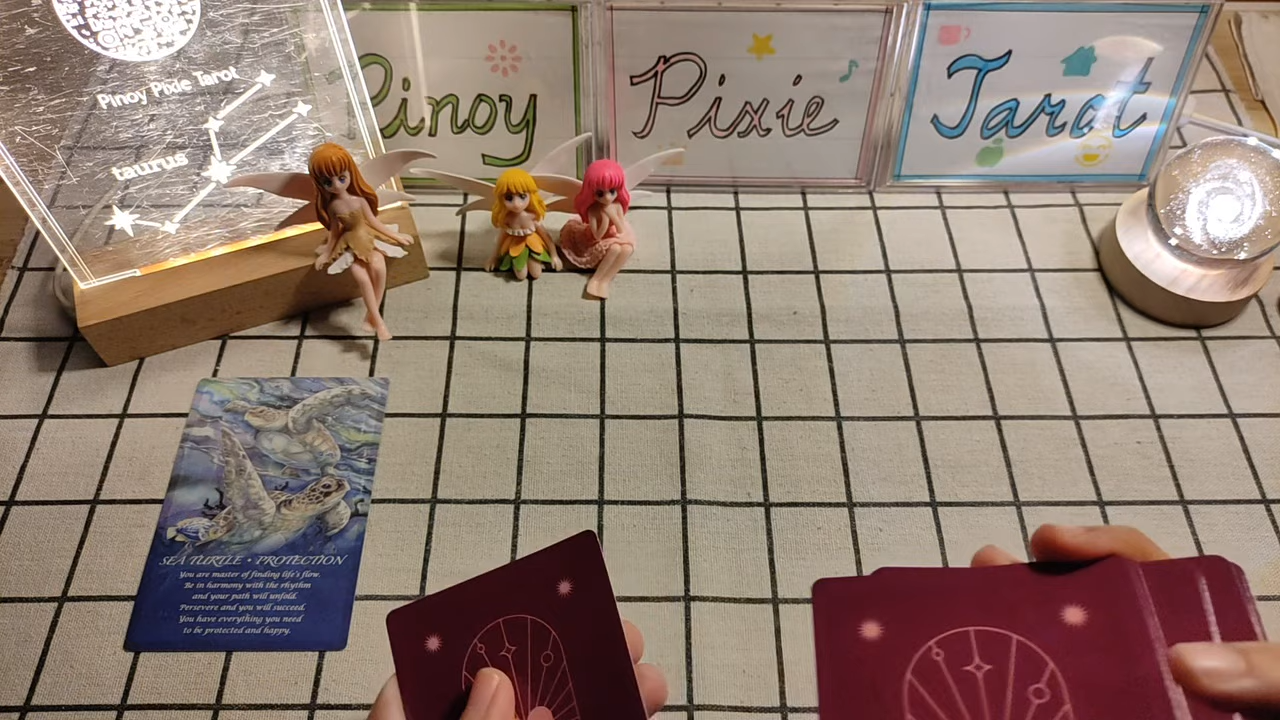 Pinoy Pixie Tarot
taurus
Pinoy
Pixie
Tarot
SEA TURTLE • PROTECTION
You are master of finding life's flow.
Be in harmony with the rhythm
and your path will unfold.
Persevere and you will succeed.
You have everything you need
to be protected and happy.